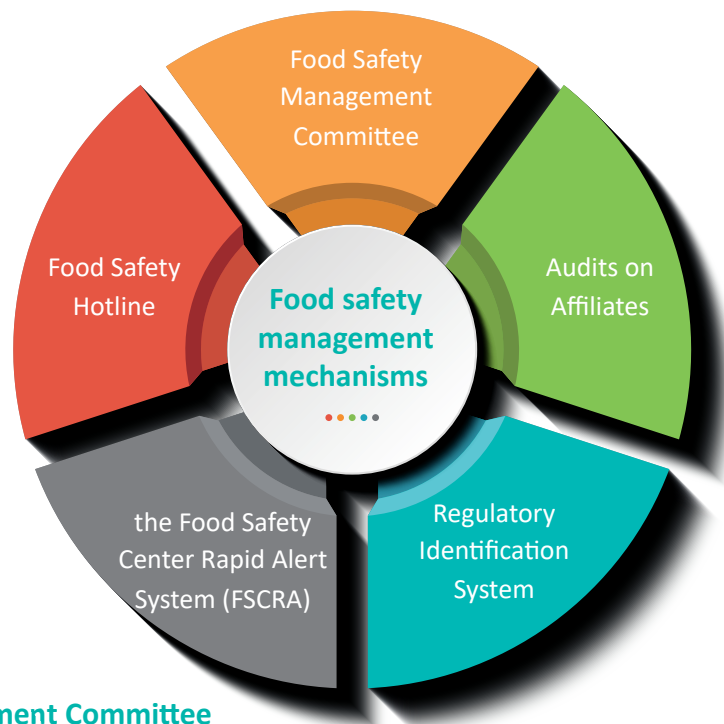 Food Safety
Management
Committee
Food Safety
Hotline
Audits on
Affiliates
Food safety
management
mechanisms
the Food Safety
Center Rapid Alert
System (FSCRA)
Regulatory
Identification
System
Committee